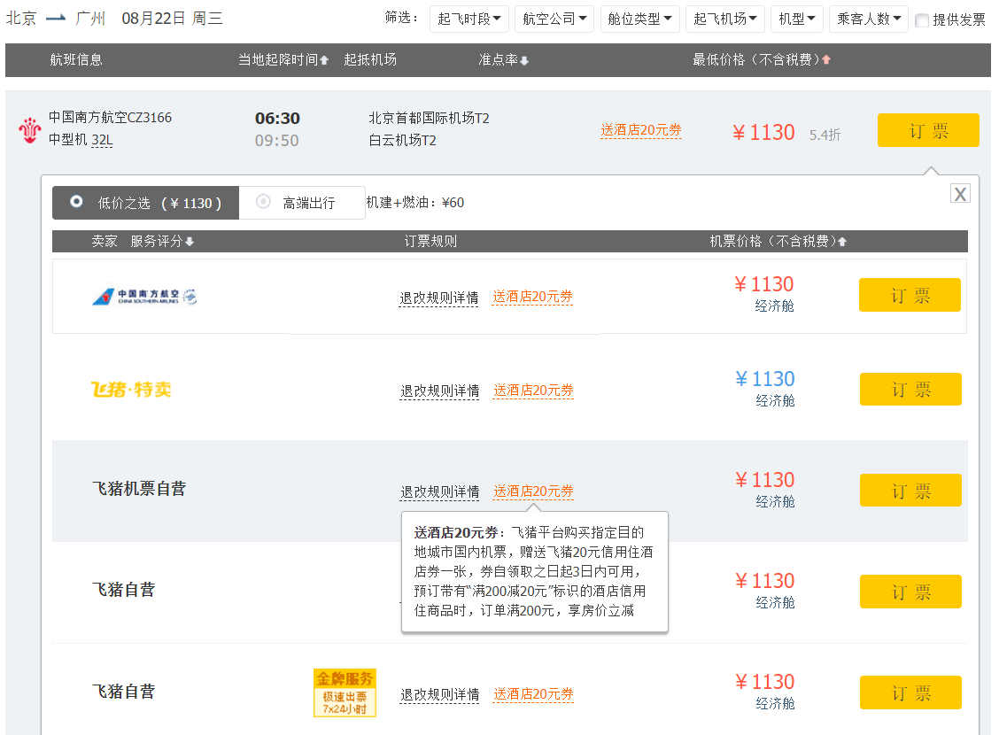 北京 广州 08月22日 周三 筛选： 起飞时段 航空公司 舱位类型 起飞机场 机型 乘客人数 提供发票
航班信息 当地起降时间 起抵机场 准点率 最低价格（不含税费）
中国南方航空CZ3166 06:30 北京首都国际机场T2 送酒店20元券 ¥1130 5.4折 订 票
中型机 32L 09:50 白云机场T2
低价之选 （¥ 1130 ） 高端出行 机建+燃油：¥60 X
卖家 服务评分 订票规则 机票价格（不含税费）
中国南方航空
CHINA SOUTHERN AIRLINES
退改规则详情 送酒店20元券 ¥1130 订 票
经济舱
飞猪·特卖 退改规则详情 送酒店20元券 ¥1130 订 票
经济舱
飞猪机票自营 退改规则详情 送酒店20元券 ¥1130 订 票
经济舱
送酒店20元券：飞猪平台购买指定目的
地城市国内机票，赠送飞猪20元信用住酒
店券一张，券自领取之日起3日内可用，
预订带有“满200减20元”标识的酒店信用
住商品时，订单满200元，享房价立减
飞猪自营 ¥1130 订 票
经济舱
飞猪自营 金牌服务 退改规则详情 送酒店20元券 ¥1130 订 票
极速出票 经济舱
7x24小时